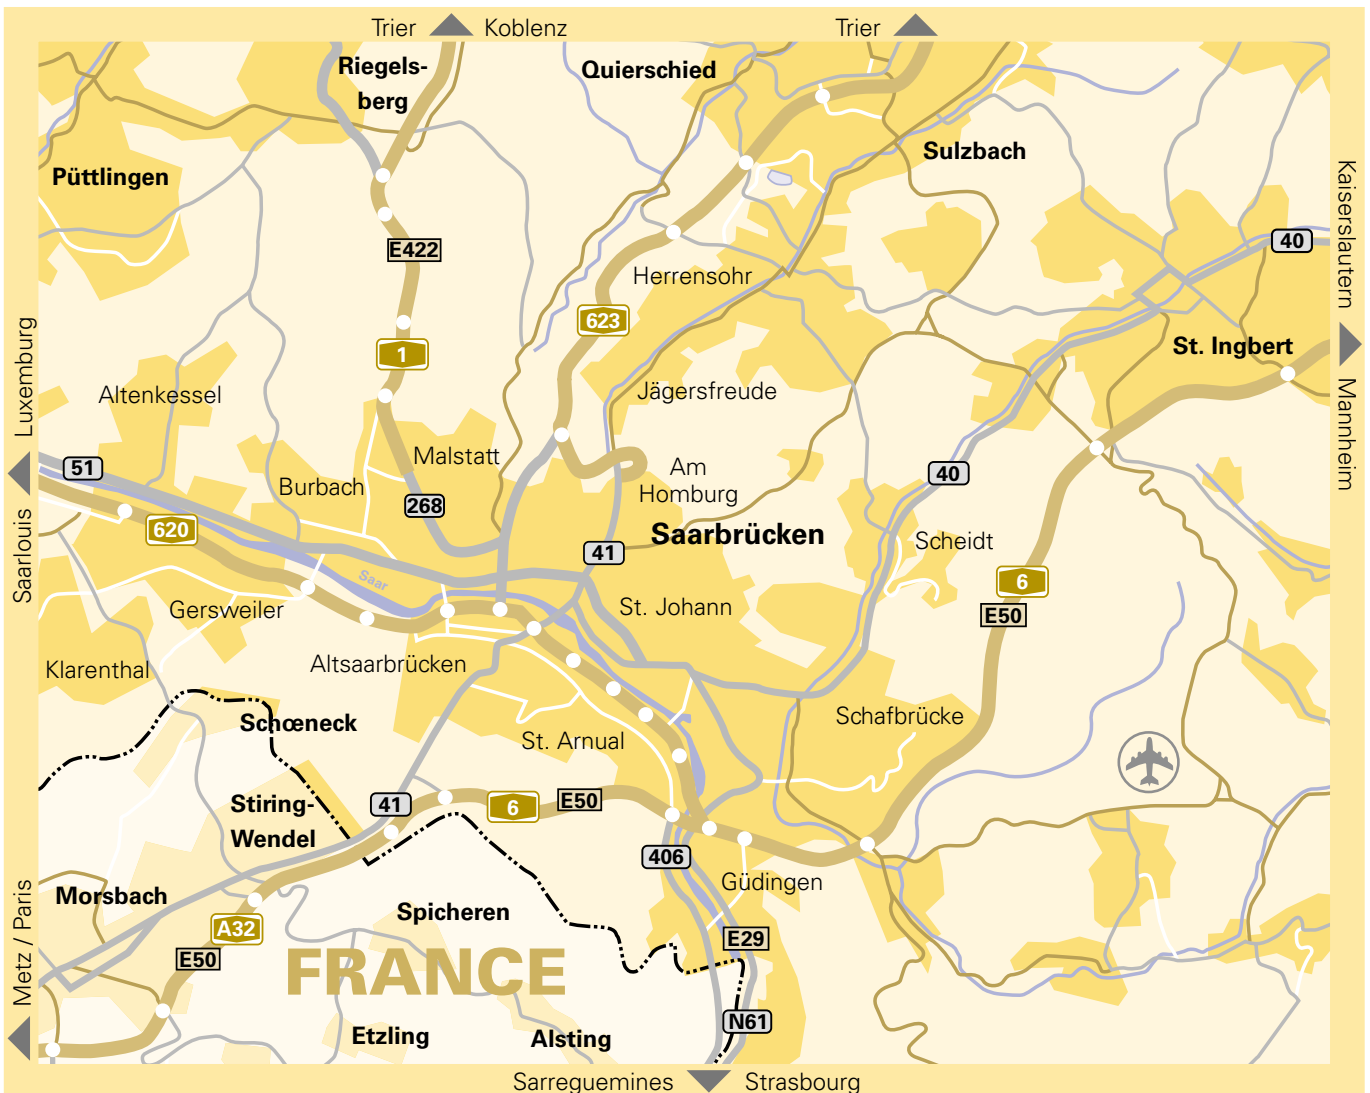 Trier
Koblenz
Trier
Riegels-
berg
Quierschied
Sulzbach
Püttlingen
Kaiserslautern
Mannheim
E422
40
Herrensohr
623
1
St. Ingbert
Luxemburg
Saarlouis
Altenkessel
Jägersfreude
Malstatt
51
Am
Homburg
40
Burbach
268
620
Saarbrücken
41
Scheidt
Saar
6
E50
Gersweiler
St. Johann
Klarenthal
Altsaarbrücken
Schœneck
St. Arnual
Schafbrücke
Stiring-
Wendel
41
6
E50
406
Güdingen
Morsbach
Spicheren
A32
E50
E29
FRANCE
N61
Etzling
Alsting
Metz / Paris
Sarreguemines
Strasbourg